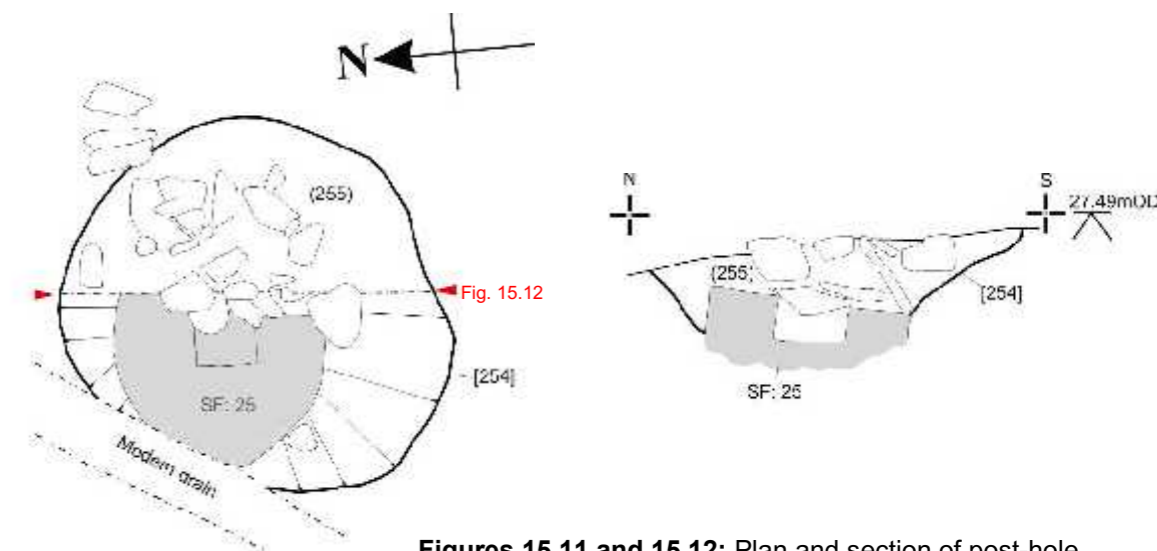 N
(255)
Fig. 15.12
[254]
SF: 25
Modern drain
N
S
27.49mOD
(255)
[254]
SF: 25
Figures 15.11 and 15.12: Plan and section of post-hole